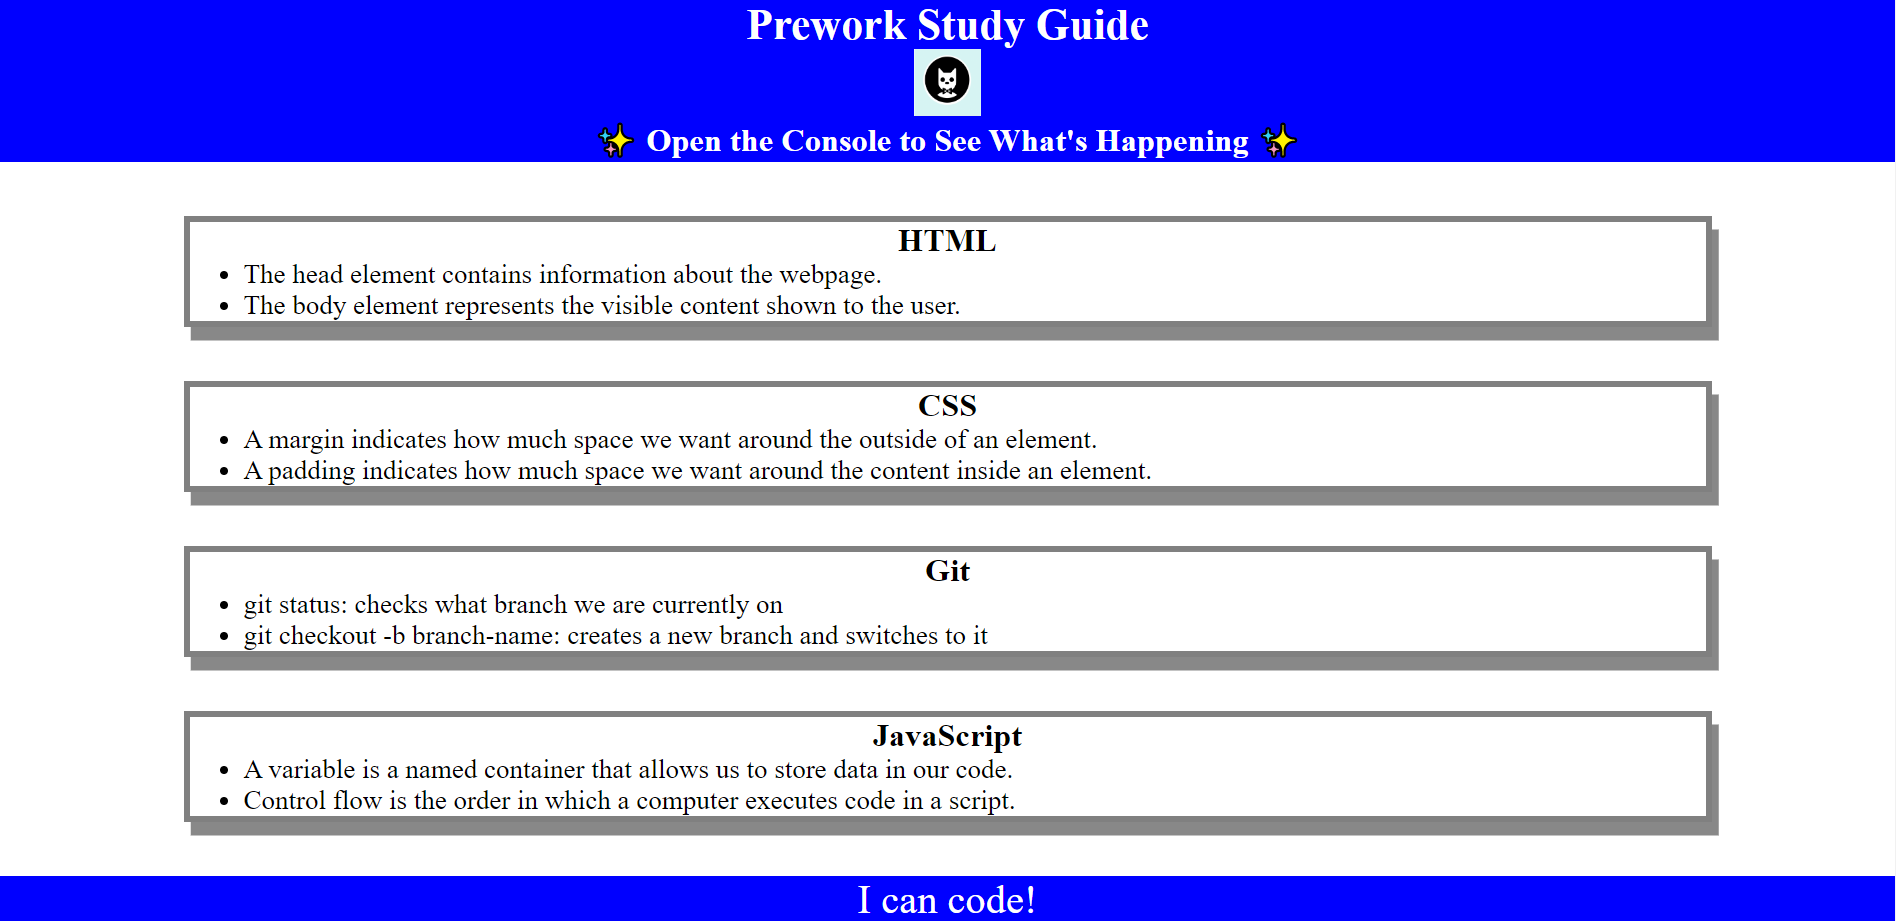 Prework Study Guide
✨ Open the Console to See What's Happening ✨
HTML
• The head element contains information about the webpage.
• The body element represents the visible content shown to the user.
CSS
• A margin indicates how much space we want around the outside of an element.
• A padding indicates how much space we want around the content inside an element.
Git
• git status: checks what branch we are currently on
• git checkout -b branch-name: creates a new branch and switches to it
JavaScript
• A variable is a named container that allows us to store data in our code.
• Control flow is the order in which a computer executes code in a script.
I can code!